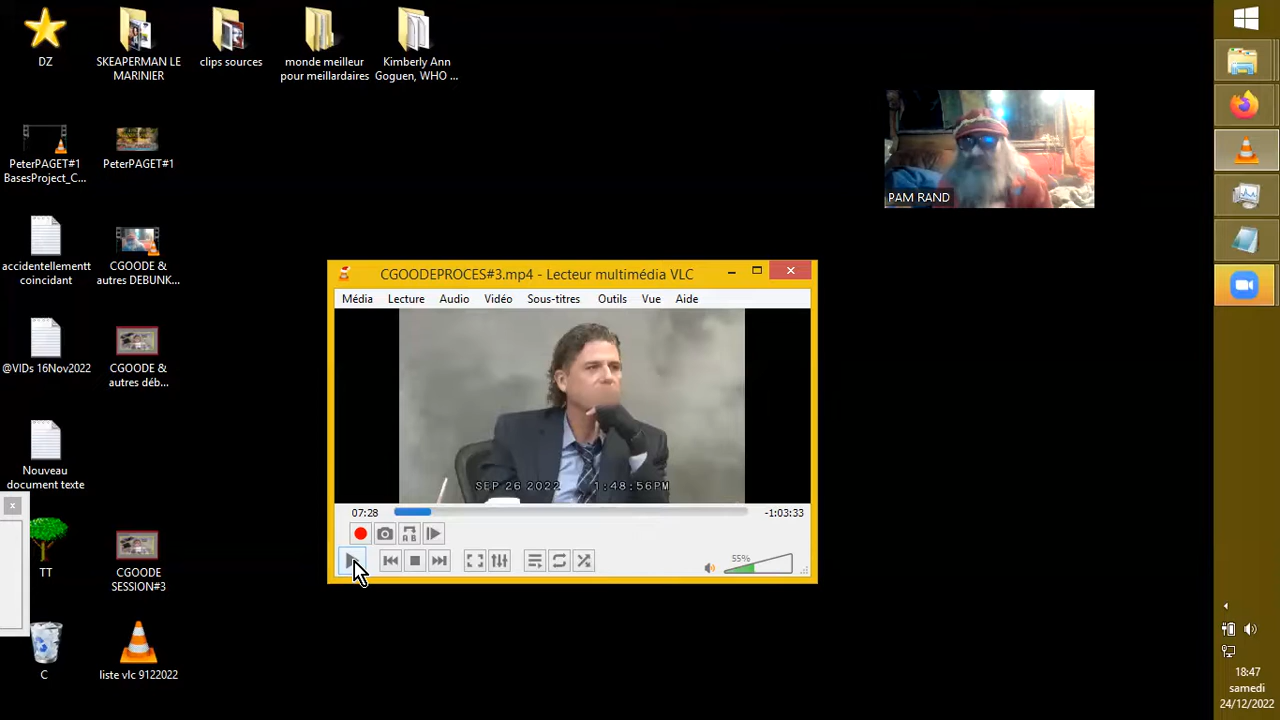 DZ
SKEAPERMAN LE
MARINIER
clips sources
monde meilleur
pour meillardaires
Kimberly Ann
Goguen, WHO ...
PeterPAGET#1
BasesProject_C...
PeterPAGET#1
PAM RAND
accidentellementt
coincidant
CGOODE &
autres DEBUNK...
CGOODEPROCES#3.mp4 - Lecteur multimédia VLC
Média Lecture Audio Vidéo Sous-titres Outils Vue Aide
@VIDs 16Nov2022
CGOODE &
autres déb...
Nouveau
document texte
SEP 26 2022 1:48:56PM
07:28
-1:03:33
A B
55%
TT
CGOODE
SESSION#3
C
liste vlc 9122022
18:47
samedi
24/12/2022